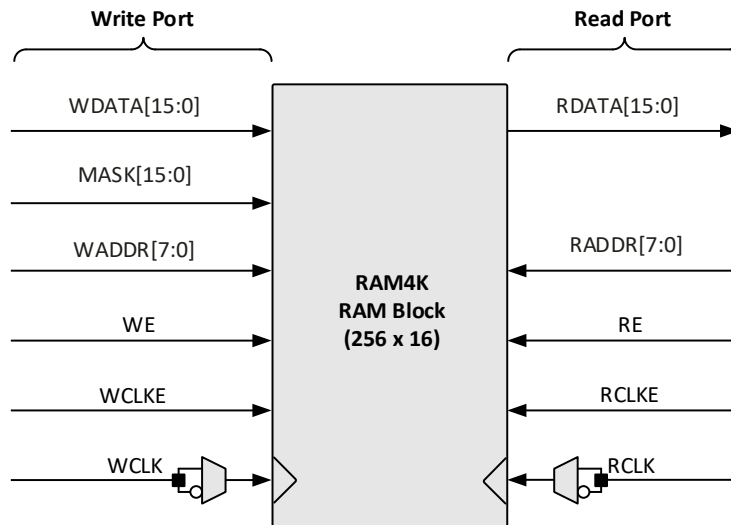 Write Port
Read Port
WDATA[15:0]
RDATA[15:0]
MASK[15:0]
WADDR[7:0]
RADDR[7:0]
RAM4K
RAM Block
(256 x 16)
WE
RE
WCLKE
RCLKE
WCLK
RCLK